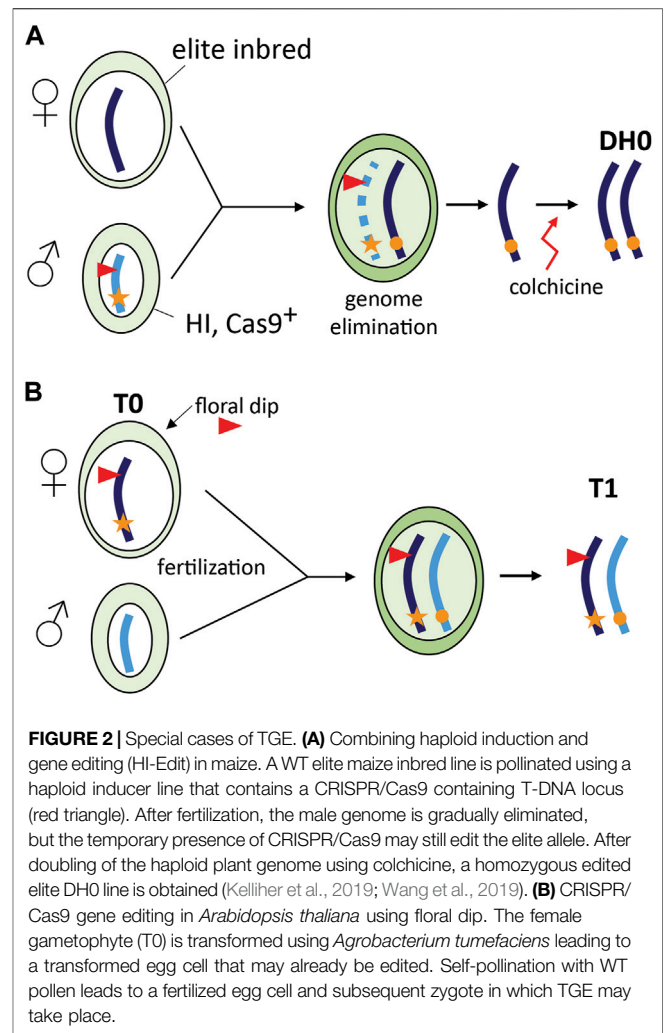 A
elite inbred
♀
♂
HI, Cas9⁺
genome
elimination
colchicine
DH0
B
T0
floral dip
♀
fertilization
♂
T1
FIGURE 2 | Special cases of TGE. (A) Combining haploid induction and
gene editing (HI-Edit) in maize. A WT elite maize inbred line is pollinated using a
haploid inducer line that contains a CRISPR/Cas9 containing T-DNA locus
(red triangle). After fertilization, the male genome is gradually eliminated,
but the temporary presence of CRISPR/Cas9 may still edit the elite allele. After
doubling of the haploid plant genome using colchicine, a homozygous edited
elite DH0 line is obtained (Kelliher et al., 2019; Wang et al., 2019). (B) CRISPR/
Cas9 gene editing in Arabidopsis thaliana using floral dip. The female
gametophyte (T0) is transformed using Agrobacterium tumefaciens leading to
a transformed egg cell that may already be edited. Self-pollination with WT
pollen leads to a fertilized egg cell and subsequent zygote in which TGE may
take place.